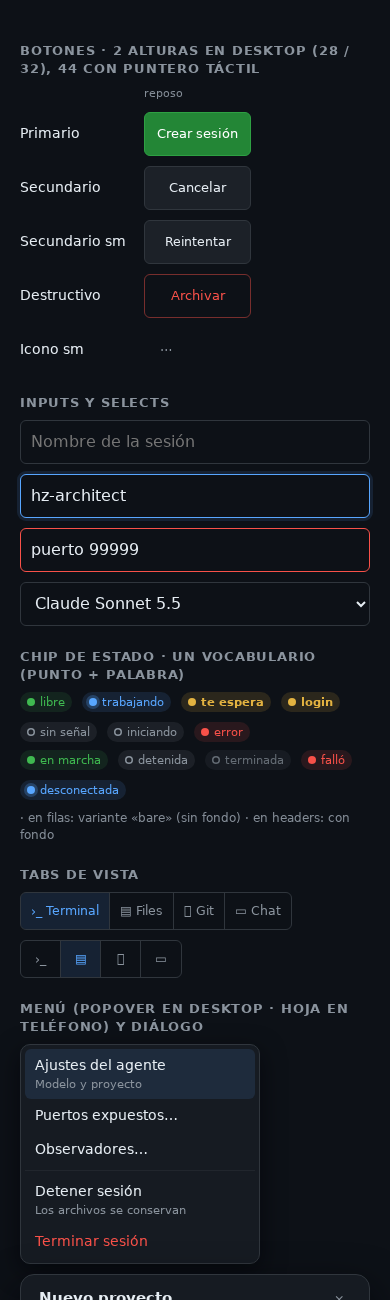 BOTONES · 2 ALTURAS EN DESKTOP (28 /
32), 44 CON PUNTERO TÁCTIL
reposo
Primario
Crear sesión
Secundario
Cancelar
Secundario sm
Reintentar
Destructivo
Archivar
Icono sm
...
INPUTS Y SELECTS
Nombre de la sesión
hz-architect
puerto 99999
Claude Sonnet 5.5
CHIP DE ESTADO · UN VOCABULARIO
(PUNTO + PALABRA)
libre trabajando te espera login
sin señal iniciando error
en marcha detenida terminada falló
desconectada
· en filas: variante «bare» (sin fondo) · en headers: con
fondo
TABS DE VISTA
›_ Terminal Files Git Chat
›_
MENÚ (POPOVER EN DESKTOP · HOJA EN
TELÉFONO) Y DIÁLOGO
Ajustes del agente
Modelo y proyecto
Puertos expuestos...
Observadores...
Detener sesión
Los archivos se conservan
Terminar sesión
Nuevo proyecto